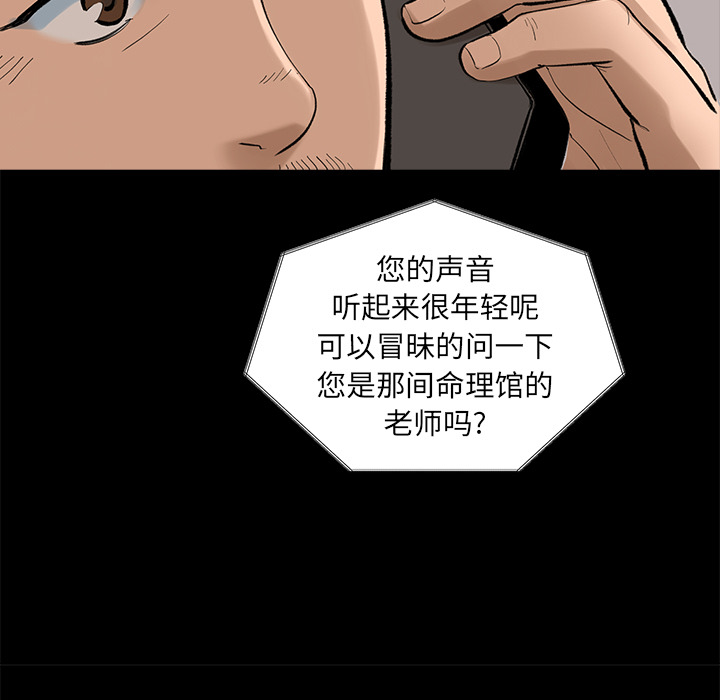 您的声音
听起来很年轻呢
可以冒昧的问一下
您是那间命理馆的
老师吗?